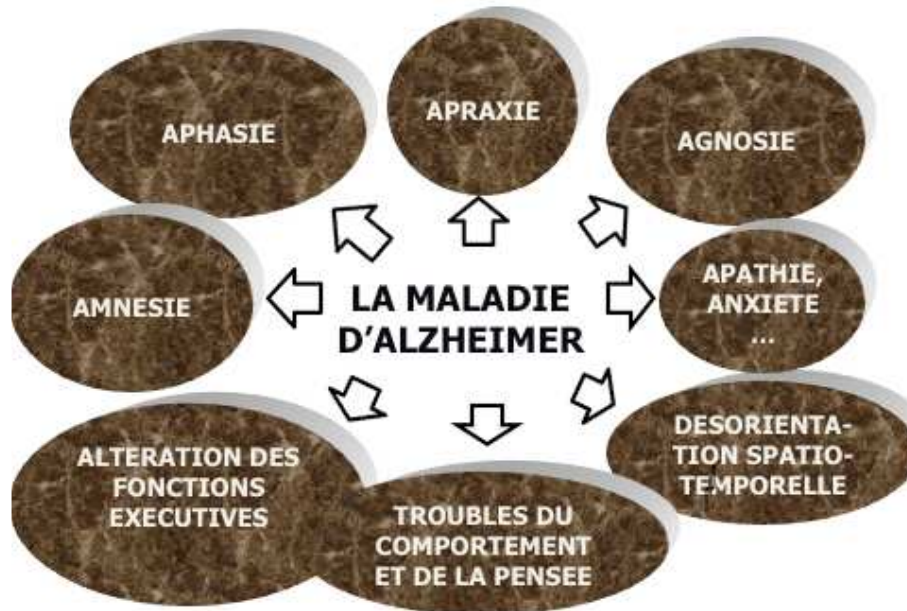 APHASIE
APRAXIE
AGNOSIE
AMNESIE
LA MALADIE
D'ALZHEIMER
APATHIE,
ANXIETE
...
ALTERATION DES
FONCTIONS
EXECUTIVES
TROUBLES DU
COMPORTEMENT
ET DE LA PENSEE
DESORIENTA-
TION SPATIO-
TEMPORELLE